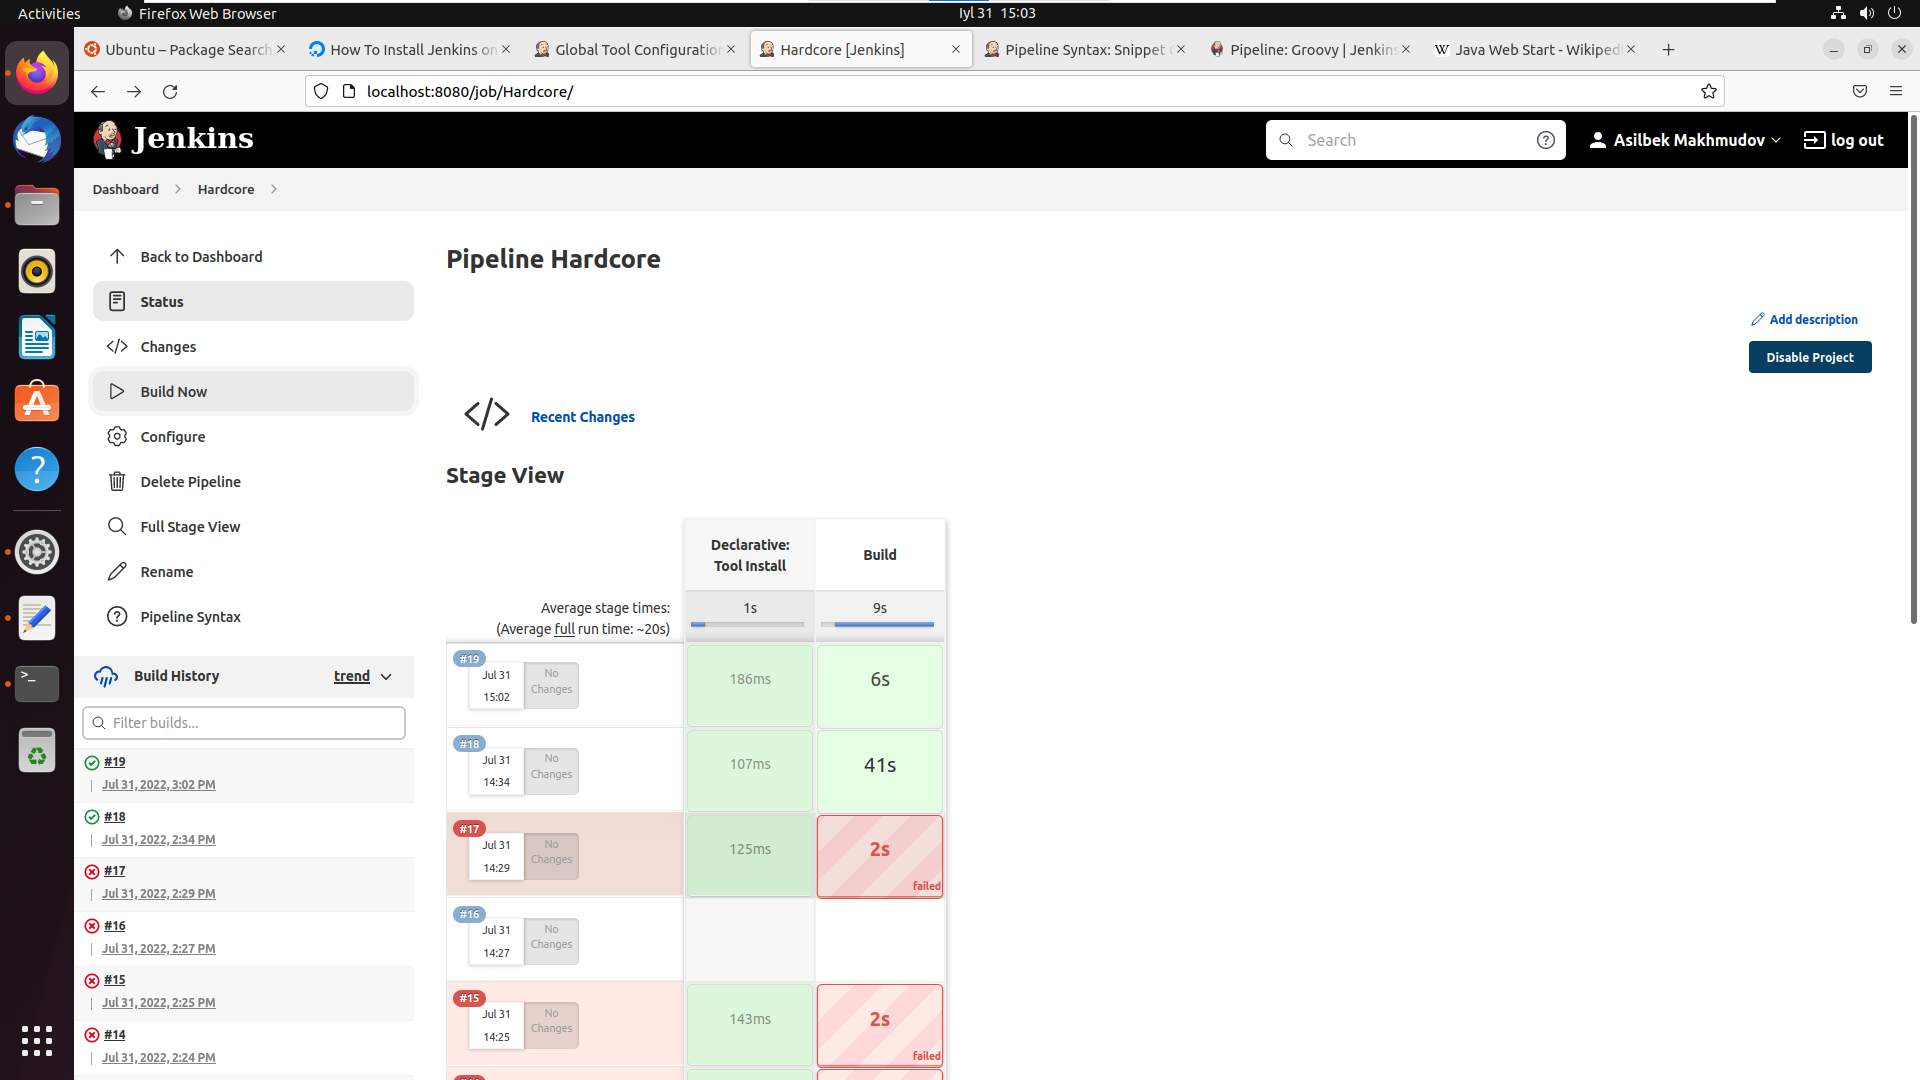 Activities
Firefox Web Browser
Iyl 31 15:03
Ubuntu – Package Search
How To Install Jenkins on
Global Tool Configuration
Hardcore [Jenkins]
Pipeline Syntax: Snippet
Pipeline: Groovy | Jenkins
Java Web Start - Wikiped
localhost:8080/job/Hardcore/
Jenkins
Search
Asilbek Makhmudov
log out
Dashboard
Hardcore
Back to Dashboard
Status
Changes
Build Now
Configure
Delete Pipeline
Full Stage View
Rename
Pipeline Syntax
Build History
trend
Filter builds...
#19
Jul 31, 2022, 3:02 PM
#18
Jul 31, 2022, 2:34 PM
#17
Jul 31, 2022, 2:29 PM
#16
Jul 31, 2022, 2:27 PM
#15
Jul 31, 2022, 2:25 PM
#14
Jul 31, 2022, 2:24 PM
Pipeline Hardcore
Add description
Disable Project
Recent Changes
Stage View
Declarative:
Tool Install
Build
Average stage times:
(Average full run time: ~20s)
1s
9s
#19
Jul 31
15:02
No
Changes
186ms
6s
#18
Jul 31
14:34
No
Changes
107ms
41s
#17
Jul 31
14:29
No
Changes
125ms
2s
failed
#16
Jul 31
14:27
No
Changes
#15
Jul 31
14:25
No
Changes
143ms
2s
failed